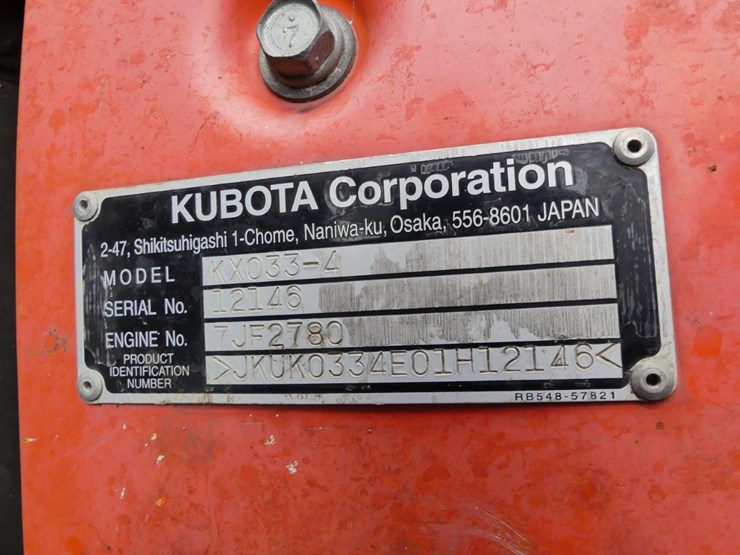 7
KUBOTA Corporation
2-47, Shikitsuhigashi 1-Chome, Naniwa-ku, Osaka, 556-8601 JAPAN
MODEL KX033-4
SERIAL No. 12146
ENGINE No. 7JF2780
PRODUCT
IDENTIFICATION
NUMBER >JKUK0334E01H12146<
RB548-57821